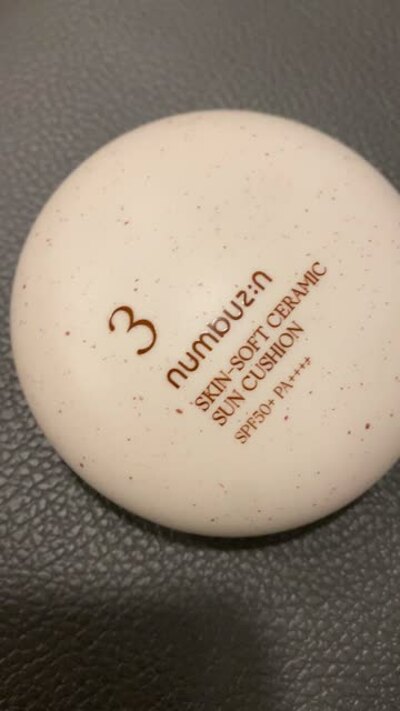 3
numbuz:n
SKIN-SOFT CERAMIC
SUN CUSHION
SPF50+ PA++++